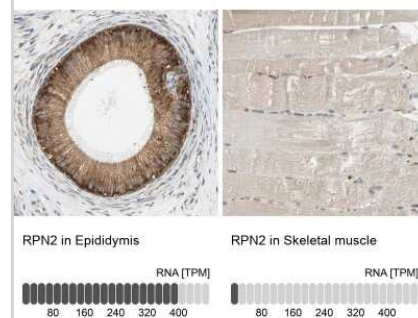 RPN2 in Epididymis
RNA [TPM]
80 160 240 320 400
RPN2 in Skeletal muscle
RNA [TPM]
80 160 240 320 400